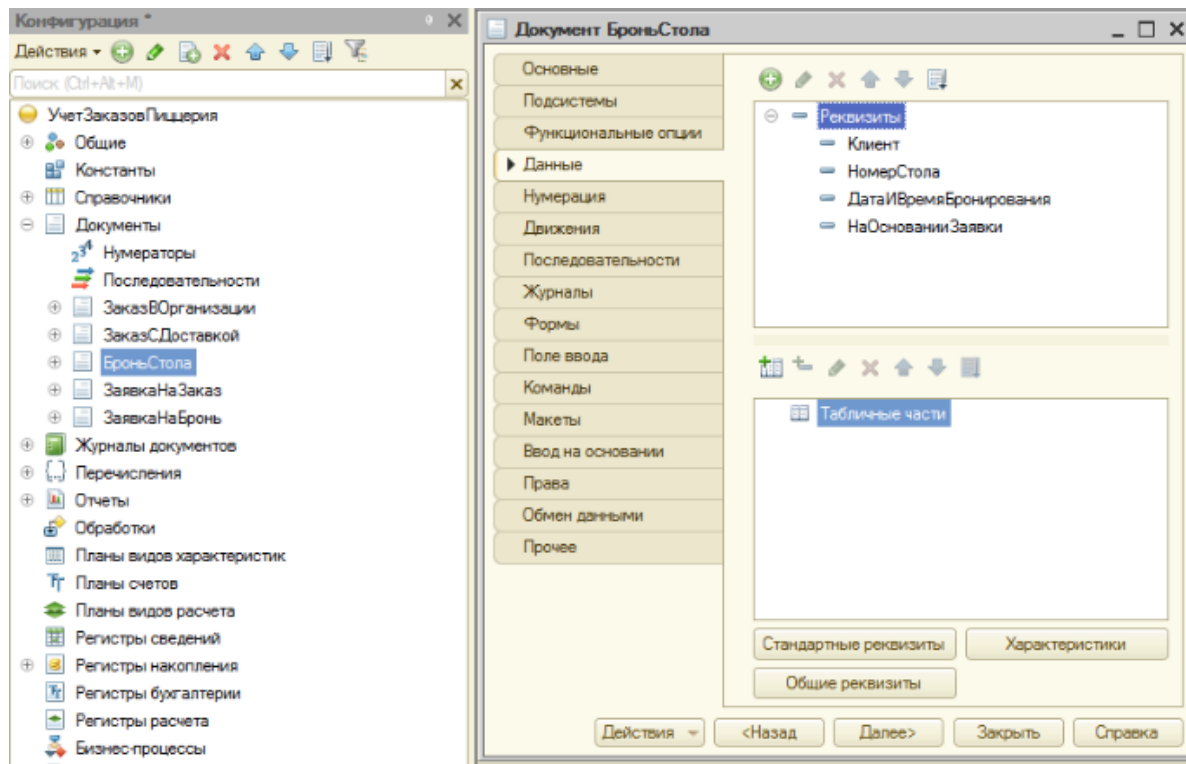 Конфигурация *
Действия
Поиск (Ctrl+Alt+M)
УчетЗаказовПиццерия
Общие
Константы
Справочники
Документы
Нумераторы
Последовательности
ЗаказВОрганизации
ЗаказСДоставкой
БроньСтола
ЗаявкаНаЗаказ
ЗаявкаНаБронь
Журналы документов
Перечисления
Отчеты
Обработки
Планы видов характеристик
Планы счетов
Планы видов расчета
Регистры сведений
Регистры накопления
Регистры бухгалтерии
Регистры расчета
Бизнес-процессы
Документ БроньСтола
Основные
Подсистемы
Функциональные опции
Данные
Нумерация
Движения
Последовательности
Журналы
Формы
Поле ввода
Команды
Макеты
Ввод на основании
Права
Обмен данными
Прочее
Реквизиты
Клиент
НомерСтола
ДатаИВремяБронирования
НаОснованииЗаявки
Табличные части
Стандартные реквизиты
Характеристики
Общие реквизиты
Действия
<Назад
Далее>
Закрыть
Справка